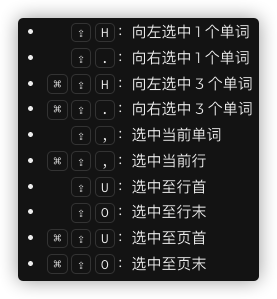 • ⇧ H : 向左选中 1 个单词
• ⇧ . : 向右选中 1 个单词
• ⌘ ⇧ H : 向左选中 3 个单词
• ⌘ ⇧ . : 向右选中 3 个单词
• ⇧ , : 选中当前单词
• ⌘ ⇧ , : 选中当前行
• ⇧ U : 选中至行首
• ⇧ O : 选中至行末
• ⌘ ⇧ U : 选中至页首
• ⌘ ⇧ O : 选中至页末